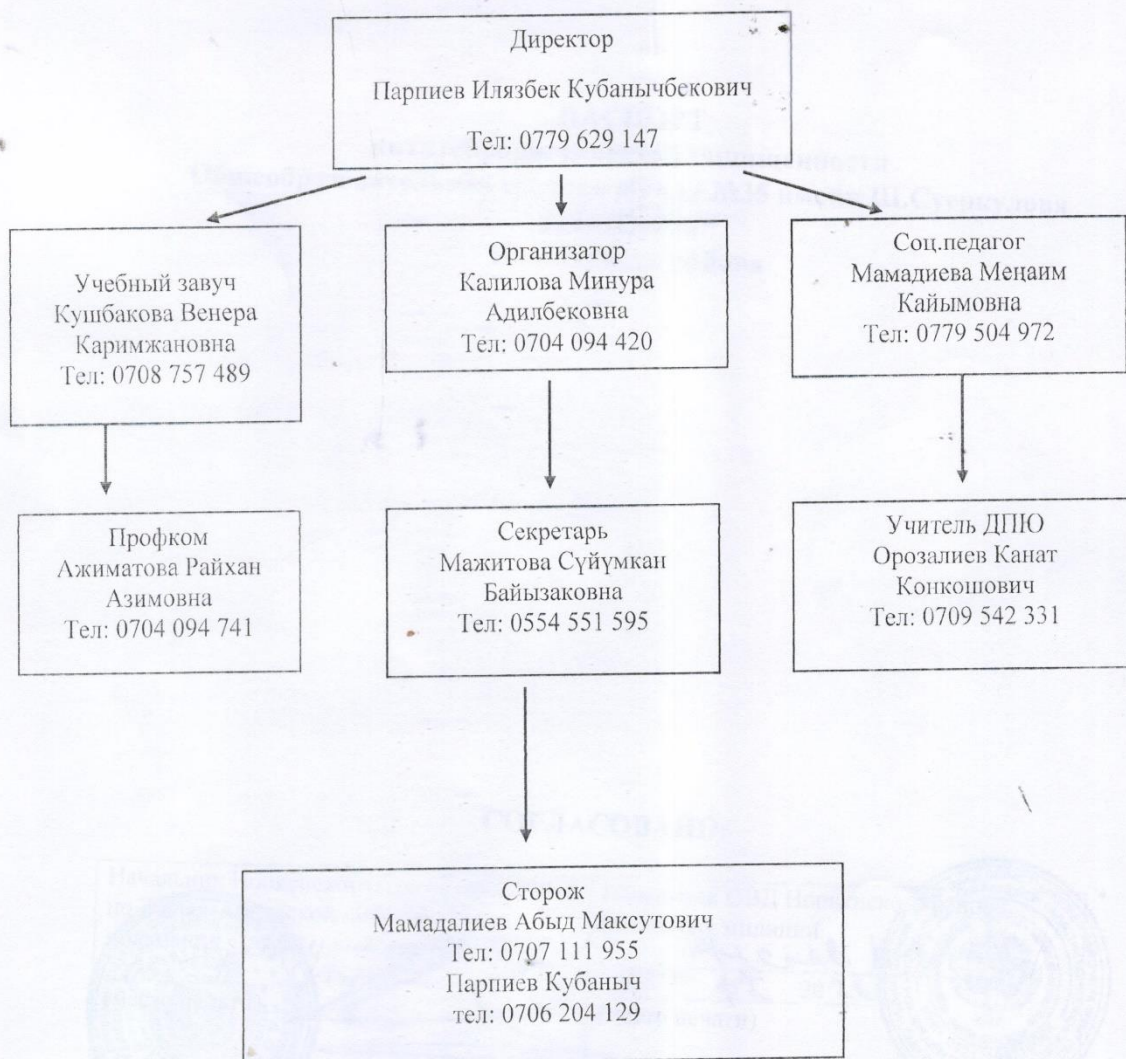 Директор
Парпиев Илязбек Кубанычбекович
Тел: 0779 629 147
Учебный завуч
Кушбакова Венера
Каримжановна
Тел: 0708 757 489
Организатор
Калилова Минура
Адилбековна
Тел: 0704 094 420
Соц.педагог
Мамадиева Меңаим
Кайымовна
Тел: 0779 504 972
Профком
Ажиматова Райхан
Азимовна
Тел: 0704 094 741
Секретарь
Мажитова Сүйүмкан
Байызаковна
Тел: 0554 551 595
Учитель ДПЮ
Орозалиев Канат
Конкошович
Тел: 0709 542 331
Сторож
Мамадалиев Абыд Максутович
Тел: 0707 111 955
Парпиев Кубаныч
тел: 0706 204 129